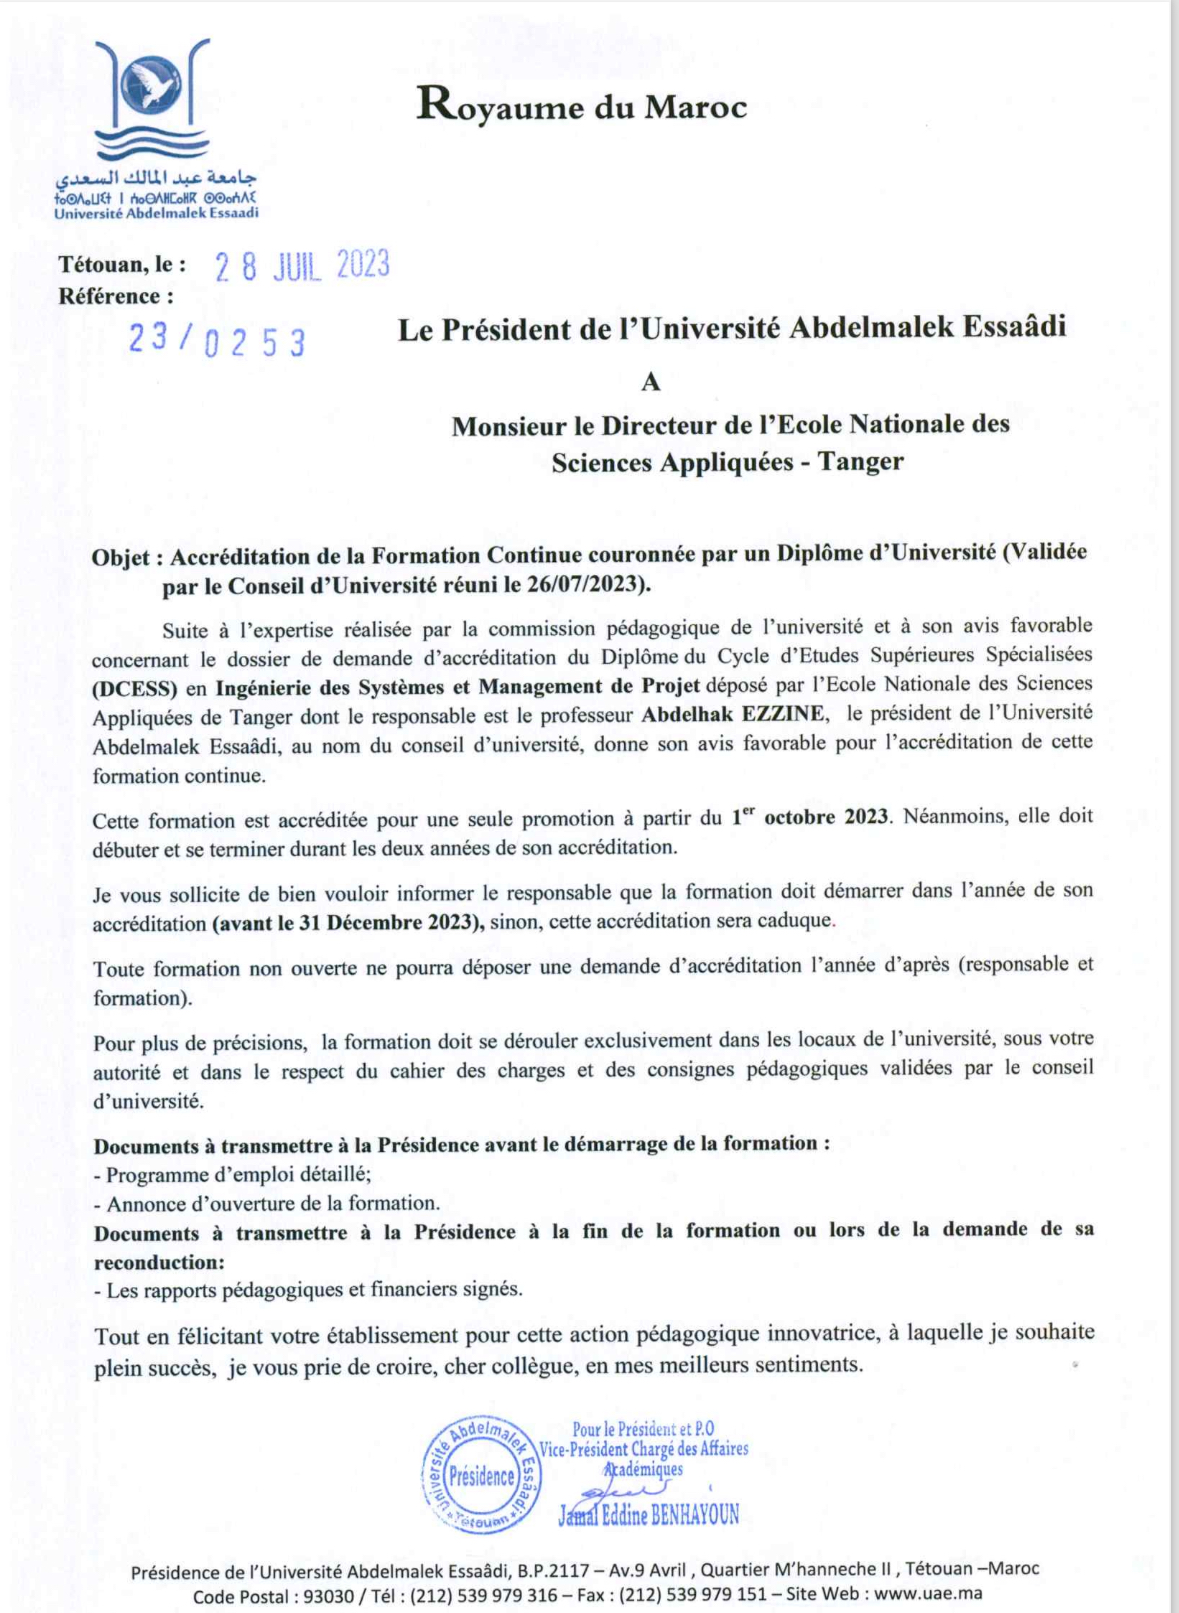 جامعة عبد المالك السعدي
ⵜⴰⵙⴷⴰⵡⵉⵜ ⵏ ⵄⴰⴱⴷⵍⵎⴰⵍⴽ ⵙⵙⴰⵄⴷⵉ
Université Abdelmalek Essaadi
Royaume du Maroc
Tétouan, le : 28 JUIL 2023
Référence :
23/0253
Le Président de l’Université Abdelmalek Essaâdi
A
Monsieur le Directeur de l’Ecole Nationale des
Sciences Appliquées - Tanger
Objet : Accréditation de la Formation Continue couronnée par un Diplôme d’Université (Validée
par le Conseil d’Université réuni le 26/07/2023).
Suite à l’expertise réalisée par la commission pédagogique de l’université et à son avis favorable
concernant le dossier de demande d’accréditation du Diplôme du Cycle d’Etudes Supérieures Spécialisées
(DCESS) en Ingénierie des Systèmes et Management de Projet déposé par l’Ecole Nationale des Sciences
Appliquées de Tanger dont le responsable est le professeur Abdelhak EZZINE, le président de l’Université
Abdelmalek Essaâdi, au nom du conseil d’université, donne son avis favorable pour l’accréditation de cette
formation continue.
Cette formation est accréditée pour une seule promotion à partir du 1er octobre 2023. Néanmoins, elle doit
débuter et se terminer durant les deux années de son accréditation.
Je vous sollicite de bien vouloir informer le responsable que la formation doit démarrer dans l’année de son
accréditation (avant le 31 Décembre 2023), sinon, cette accréditation sera caduque.
Toute formation non ouverte ne pourra déposer une demande d’accréditation l’année d’après (responsable et
formation).
Pour plus de précisions, la formation doit se dérouler exclusivement dans les locaux de l’université, sous votre
autorité et dans le respect du cahier des charges et des consignes pédagogiques validées par le conseil
d’université.
Documents à transmettre à la Présidence avant le démarrage de la formation :
- Programme d’emploi détaillé;
- Annonce d’ouverture de la formation.
Documents à transmettre à la Présidence à la fin de la formation ou lors de la demande de sa
reconduction:
- Les rapports pédagogiques et financiers signés.
Tout en félicitant votre établissement pour cette action pédagogique innovatrice, à laquelle je souhaite
plein succès, je vous prie de croire, cher collègue, en mes meilleurs sentiments.
Université Abdelmalek Essaâdi
Présidence
* Tétouan *
Pour le Président et P.O
Vice-Président Chargé des Affaires
Académiques
Jamal Eddine BENHAYOUN
Présidence de l’Université Abdelmalek Essaâdi, B.P.2117 – Av.9 Avril , Quartier M’hanneche II , Tétouan –Maroc
Code Postal : 93030 / Tél : (212) 539 979 316 – Fax : (212) 539 979 151 – Site Web : www.uae.ma